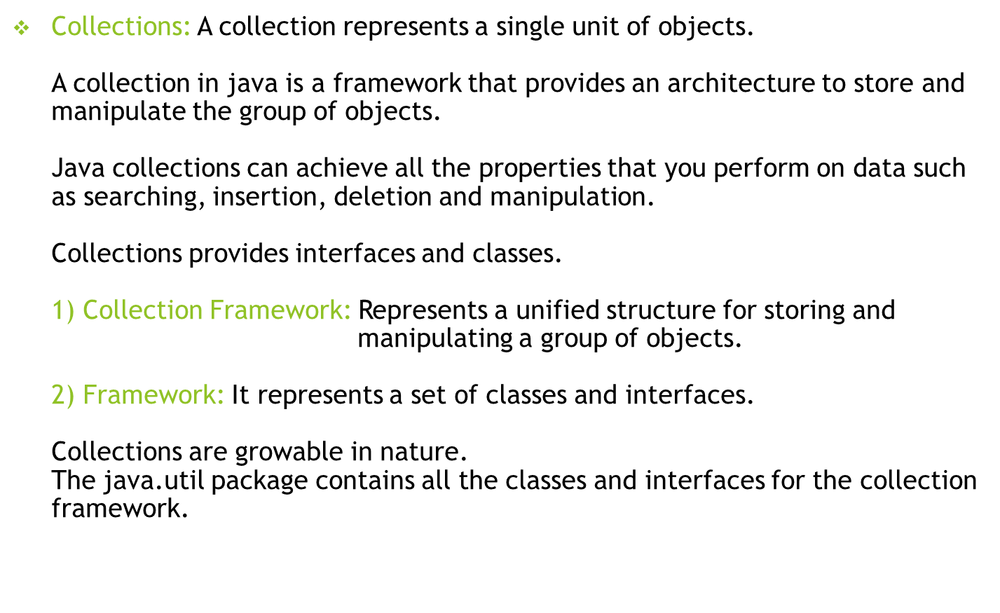 ❖ Collections: A collection represents a single unit of objects.
A collection in java is a framework that provides an architecture to store and
manipulate the group of objects.
Java collections can achieve all the properties that you perform on data such
as searching, insertion, deletion and manipulation.
Collections provides interfaces and classes.
1) Collection Framework: Represents a unified structure for storing and
manipulating a group of objects.
2) Framework: It represents a set of classes and interfaces.
Collections are growable in nature.
The java.util package contains all the classes and interfaces for the collection
framework.